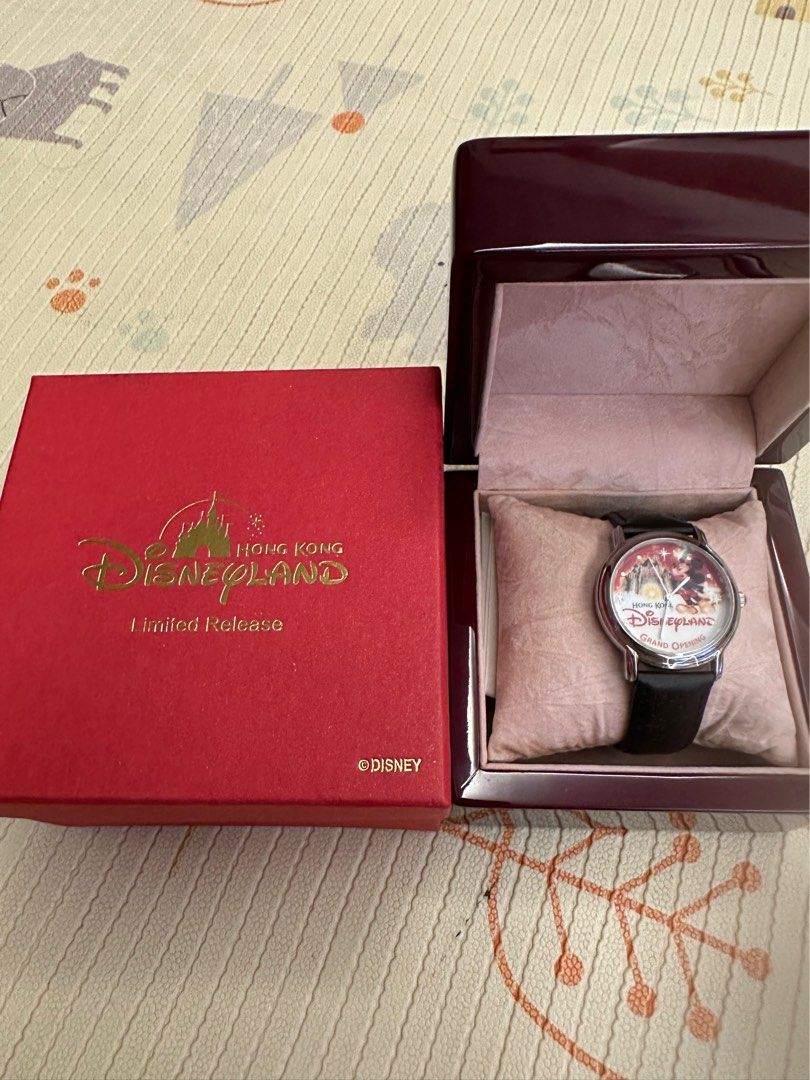 HONG KONG
DISNEYLAND
Limited Release
©DISNEY
HONG KONG
DISNEYLAND
GRAND OPENING